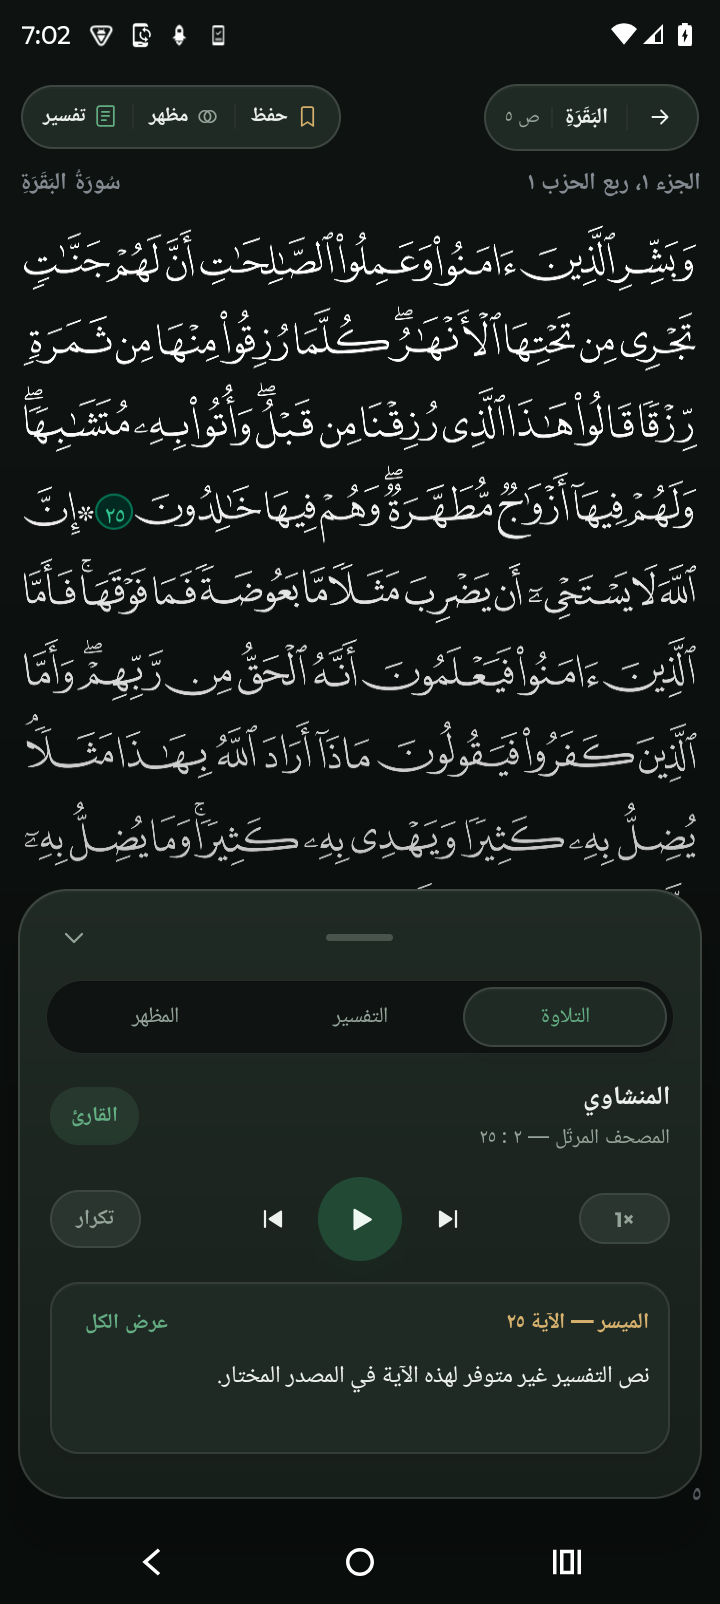 7:02
→ البَقَرَةِ ص ٥
حفظ مظهر تفسير
الجزء ١، ربع الحزب ١
سُورَةُ البَقَرَةِ
وَبَشِّرِ ٱلَّذِينَ ءَامَنُوا۟ وَعَمِلُوا۟ ٱلصَّـٰلِحَـٰتِ أَنَّ لَهُمْ جَنَّـٰتٍ
تَجْرِى مِن تَحْتِهَا ٱلْأَنْهَـٰرُ ۖ كُلَّمَا رُزِقُوا۟ مِنْهَا مِن ثَمَرَةٍ
رِّزْقًا قَالُوا۟ هَـٰذَا ٱلَّذِى رُزِقْنَا مِن قَبْلُ ۖ وَأُتُوا۟ بِهِۦ مُتَشَـٰبِهًا ۖ
وَلَهُمْ فِيهَآ أَزْوَٰجٌ مُّطَهَّرَةٌ ۖ وَهُمْ فِيهَا خَـٰلِدُونَ ٢٥ ۞ إِنَّ
ٱللَّهَ لَا يَسْتَحْىِۦٓ أَن يَضْرِبَ مَثَلًا مَّا بَعُوضَةً فَمَا فَوْقَهَا ۚ فَأَمَّا
ٱلَّذِينَ ءَامَنُوا۟ فَيَعْلَمُونَ أَنَّهُ ٱلْحَقُّ مِن رَّبِّهِمْ ۖ وَأَمَّا
ٱلَّذِينَ كَفَرُوا۟ فَيَقُولُونَ مَاذَآ أَرَادَ ٱللَّهُ بِهَـٰذَا مَثَلًا ۘ
يُضِلُّ بِهِۦ كَثِيرًا وَيَهْدِى بِهِۦ كَثِيرًا ۚ وَمَا يُضِلُّ بِهِۦٓ
التلاوة التفسير المظهر
المنشاوي
القارئ
المصحف المرتّل — ٢ : ٢٥
1×
تكرار
الميسر — الآية ٢٥
عرض الكل
نص التفسير غير متوفر لهذه الآية في المصدر المختار.
٥